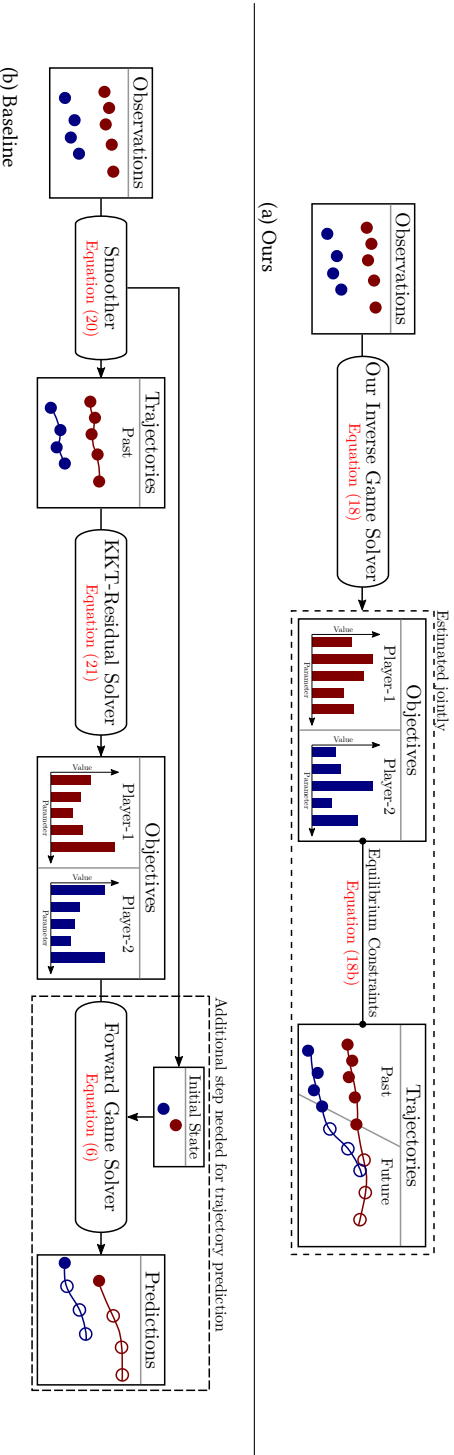 Observations
Our Inverse Game Solver
Equation (18)
Estimated jointly
Objectives
Player-1
Value
Parameter
Player-2
Value
Parameter
Equilibrium Constraints
Equation (18b)
Trajectories
Past
Future
(a) Ours
Observations
Smoother
Equation (20)
Trajectories
Past
KKT-Residual Solver
Equation (21)
Objectives
Player-1
Value
Parameter
Player-2
Value
Parameter
Additional step needed for trajectory prediction
Initial State
Forward Game Solver
Equation (6)
Predictions
(b) Baseline